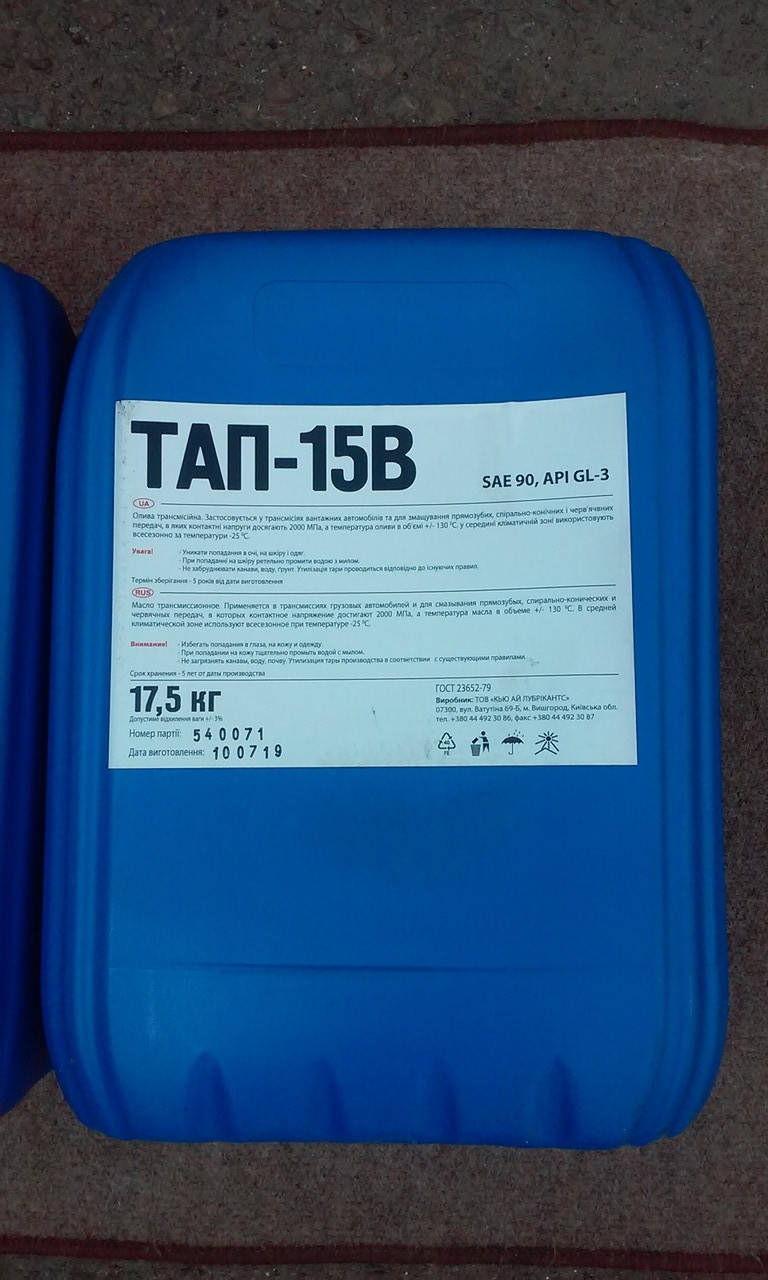 ТАП-15В
SAE 90, API GL-3
UA
Олива трансмісійна. Застосовується у трансмісіях вантажних автомобілів та для змащування прямозубих, спірально-конічних і черв'ячних
передач, в яких контактні напруги досягають 2000 МПа, а температура оливи в об'ємі +/- 130 °С, у середині кліматичній зоні використовують
всесезонно за температури -25 °С.
Увага!
- Уникати попадання в очі, на шкіру і одяг.
- При попаданні на шкіру ретельно промити водою з милом.
- Не забруднювати канави, воду, ґрунт. Утилізація тари проводиться відповідно до існуючих правил.
Термін зберігання - 5 років від дати виготовлення
RUS
Масло трансмиссионное. Применяется в трансмиссиях грузовых автомобилей и для смазывания прямозубых, спирально-конических и
червячных передач, в которых контактное напряжение достигают 2000 МПа, а температура масла в объеме +/- 130 °С. В средней
климатической зоне используют всесезонное при температуре -25 °С.
Внимание!
- Избегать попадания в глаза, на кожу и одежду.
- При попадании на кожу тщательно промыть водой с мылом.
- Не загрязнять канавы, воду, почву. Утилизация тары производства в соответствии с существующими правилами.
Срок хранения - 5 лет от даты производства
17,5 кг
Допустиме відхилення ваги +/- 3%
Номер партії: 540071
Дата виготовлення: 100719
ГОСТ 23652-79
Виробник: ТОВ «КЬЮ АЙ ЛУБРІКАНТС»
07300, вул. Ватутіна 69-Б, м. Вишгород, Київська обл.
тел. +380 44 492 30 86, факс +380 44 492 30 87